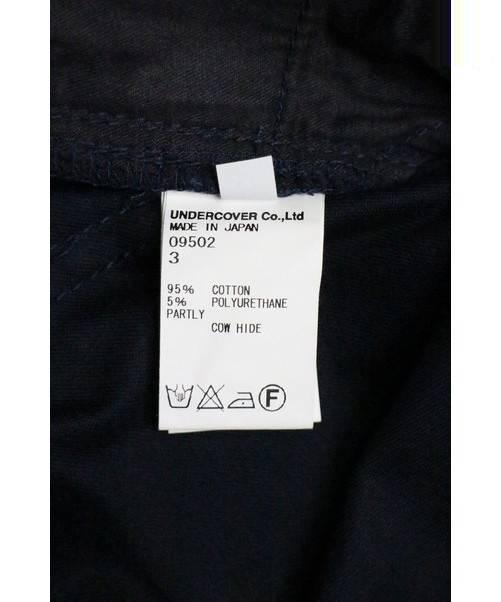 UNDERCOVER Co.,Ltd
MADE IN JAPAN
09502
3
95% COTTON
5% POLYURETHANE
PARTLY
COW HIDE
F